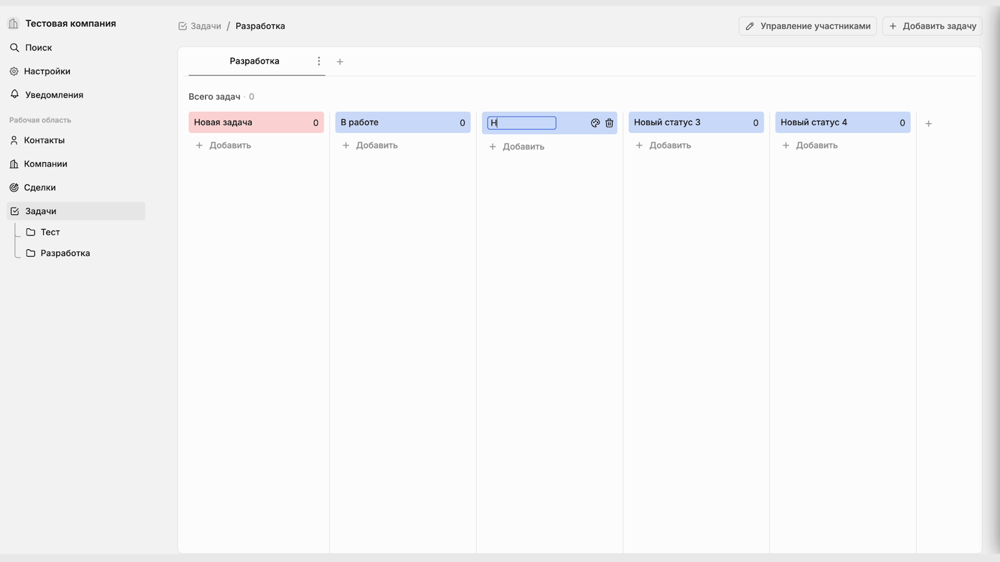 Тестовая компания
Поиск
Настройки
Уведомления
Рабочая область
Контакты
Компании
Сделки
Задачи
Тест
Разработка
Задачи / Разработка
Управление участниками
+ Добавить задачу
Разработка
+
Всего задач · 0
Новая задача 0
+ Добавить
В работе 0
+ Добавить
Н
+ Добавить
Новый статус 3 0
+ Добавить
Новый статус 4 0
+ Добавить
+